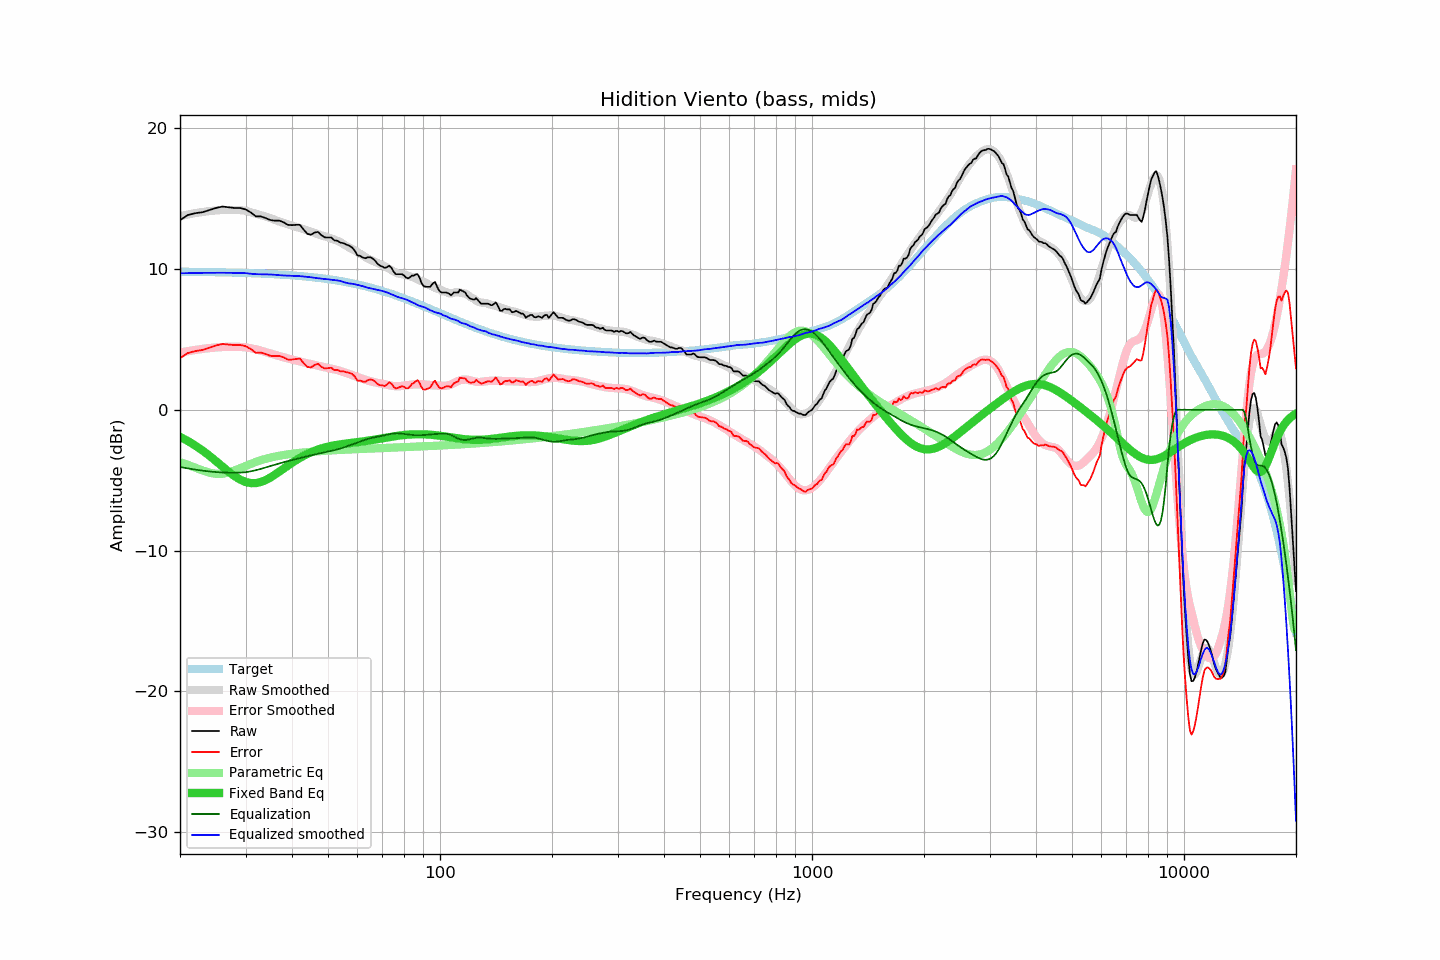 Hidition Viento (bass, mids)
20
10
0
−10
−20
−30
Amplitude (dBr)
Target
Raw Smoothed
Error Smoothed
Raw
Error
Parametric Eq
Fixed Band Eq
Equalization
Equalized smoothed
100
1000
10000
Frequency (Hz)